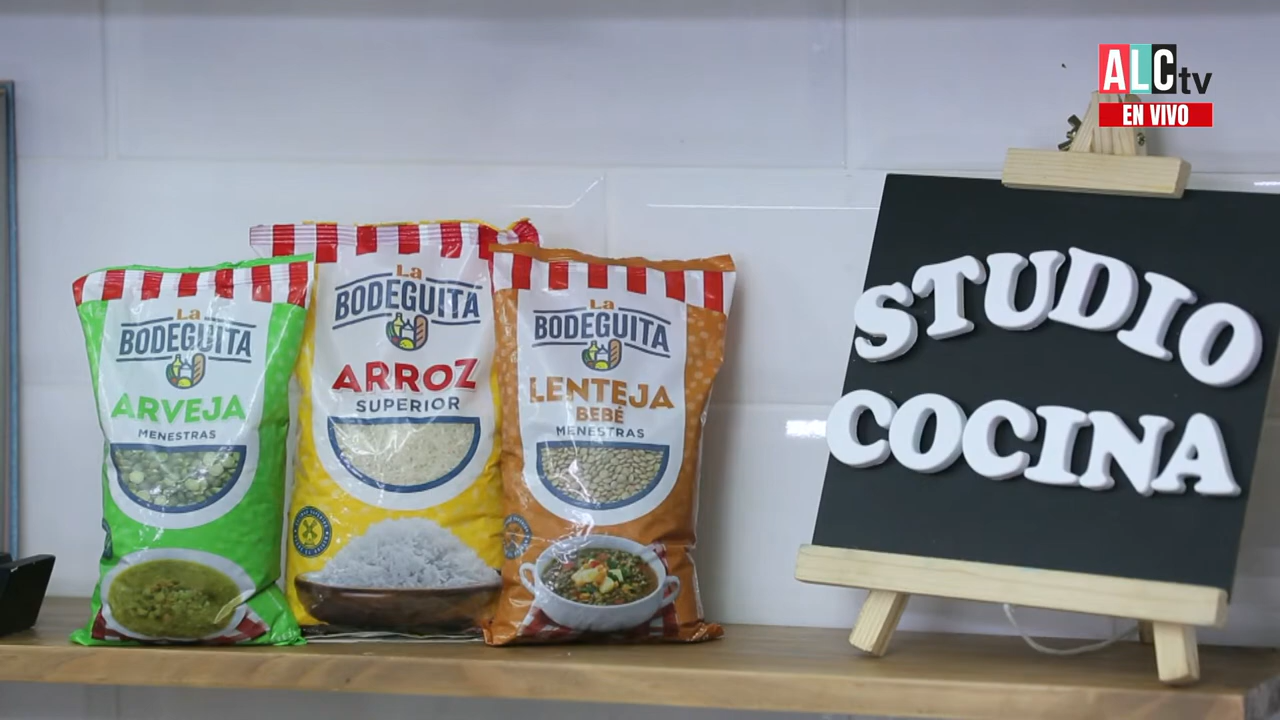 ALCtv
EN VIVO
La
BODEGUITA
ARVEJA
MENESTRAS
La
BODEGUITA
ARROZ
SUPERIOR
La
BODEGUITA
LENTEJA
BEBÉ
MENESTRAS
STUDIO
COCINA